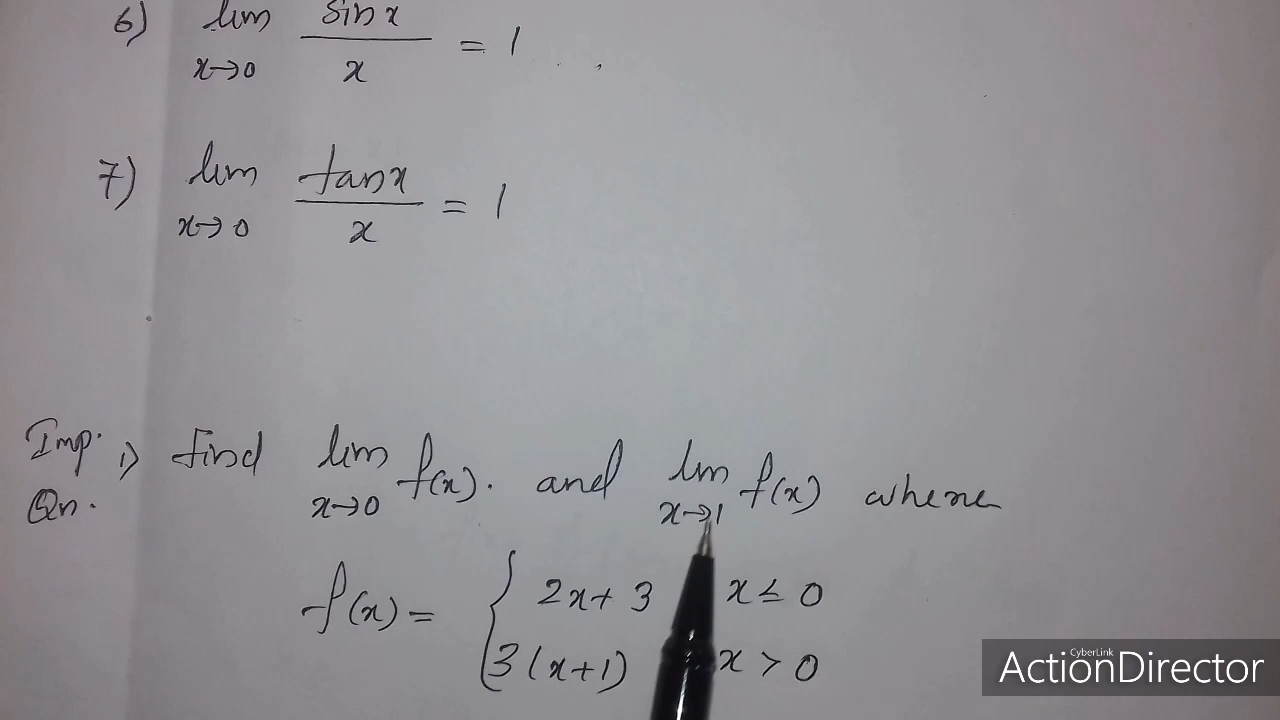 6) lim sin x / x = 1
x→0
7) lim tan x / x = 1
x→0
Imp. Qn. 1) find lim f(x). and lim f(x) where
x→0 x→1
f(x) = { 2x + 3 x ≤ 0
3(x+1) x > 0
CyberLink
ActionDirector